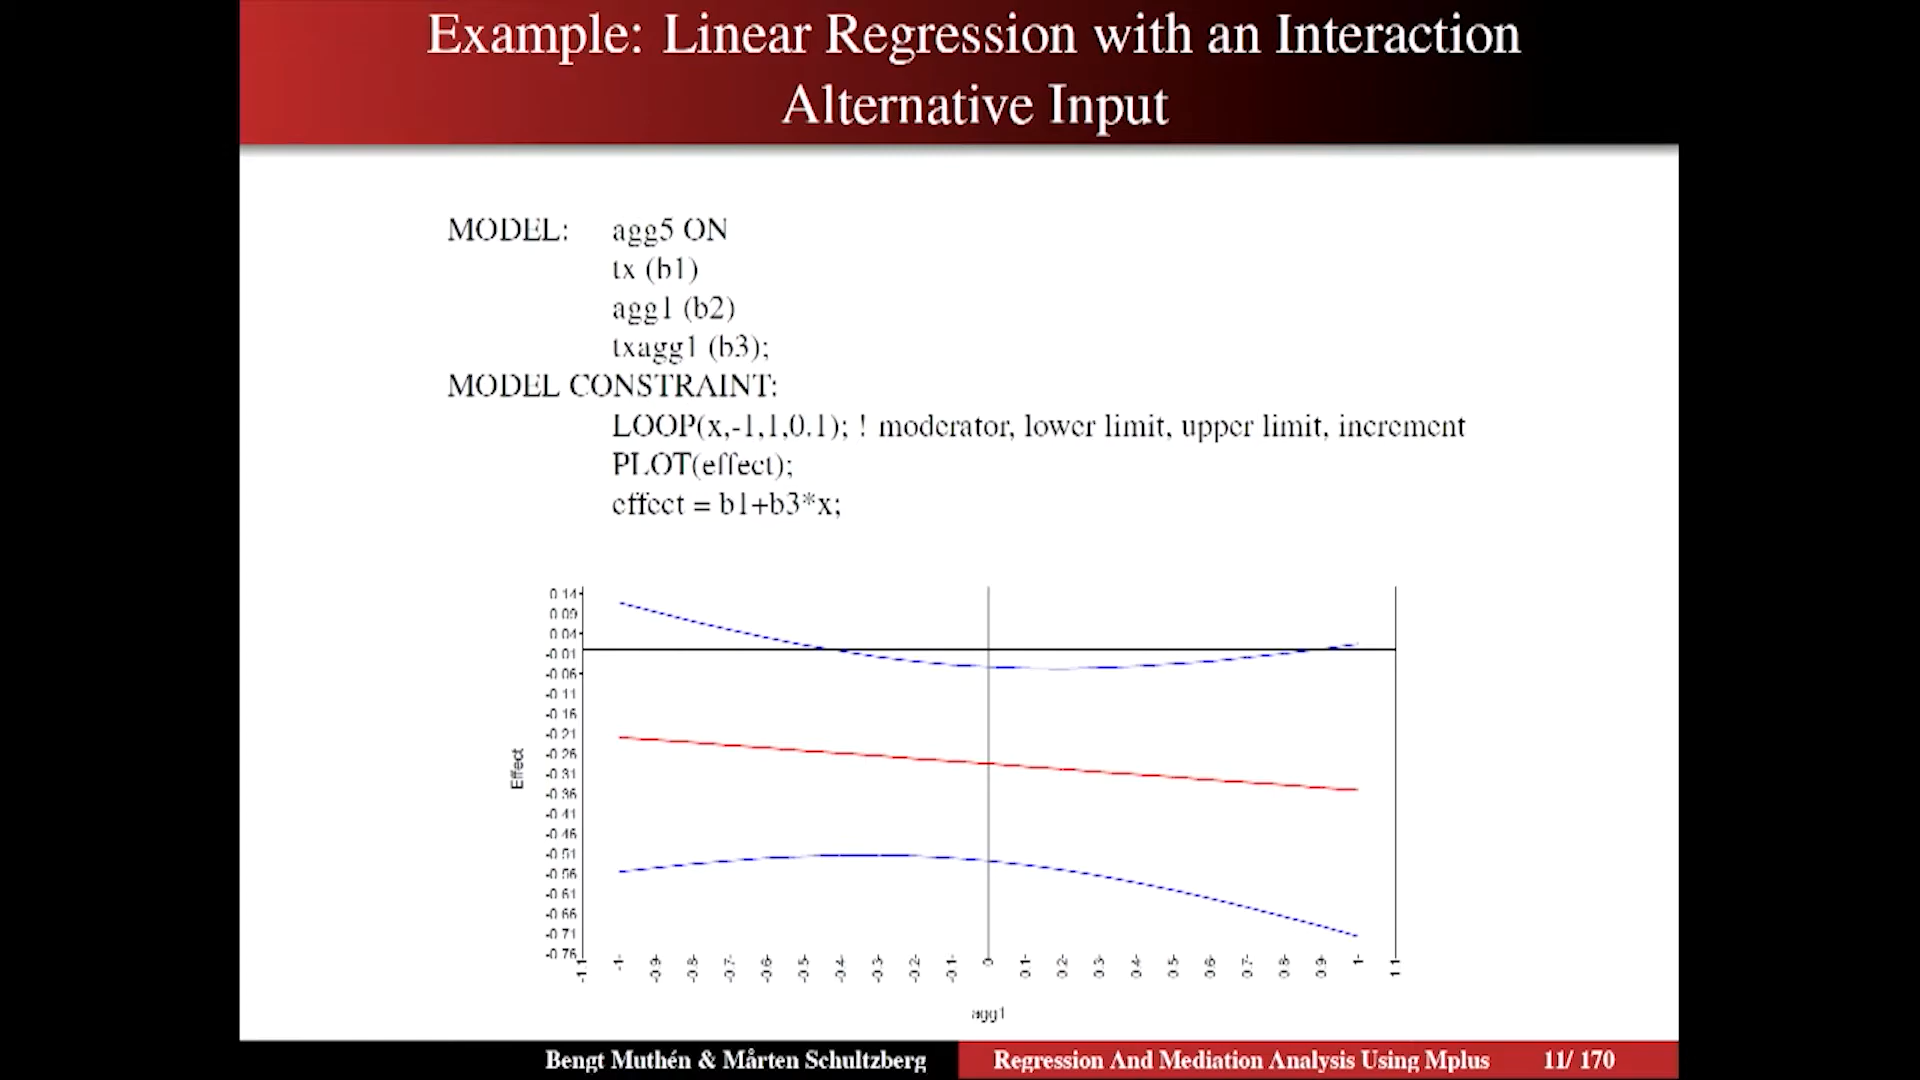 Example: Linear Regression with an Interaction
Alternative Input
MODEL: agg5 ON
tx (b1)
agg1 (b2)
txagg1 (b3);
MODEL CONSTRAINT:
LOOP(x,-1,1,0.1); ! moderator, lower limit, upper limit, increment
PLOT(effect);
effect = b1+b3*x;
0.14
0.09
0.04
-0.01
-0.06
-0.11
-0.16
-0.21
-0.26
-0.31
-0.36
-0.41
-0.46
-0.51
-0.56
-0.61
-0.66
-0.71
-0.76
Effect
-1.1 -1 -0.9 -0.8 -0.7 -0.6 -0.5 -0.4 -0.3 -0.2 -0.1 0 0.1 0.2 0.3 0.4 0.5 0.6 0.7 0.8 0.9 1 1.1
agg1
Bengt Muthén & Mårten Schultzberg Regression And Mediation Analysis Using Mplus 11/ 170